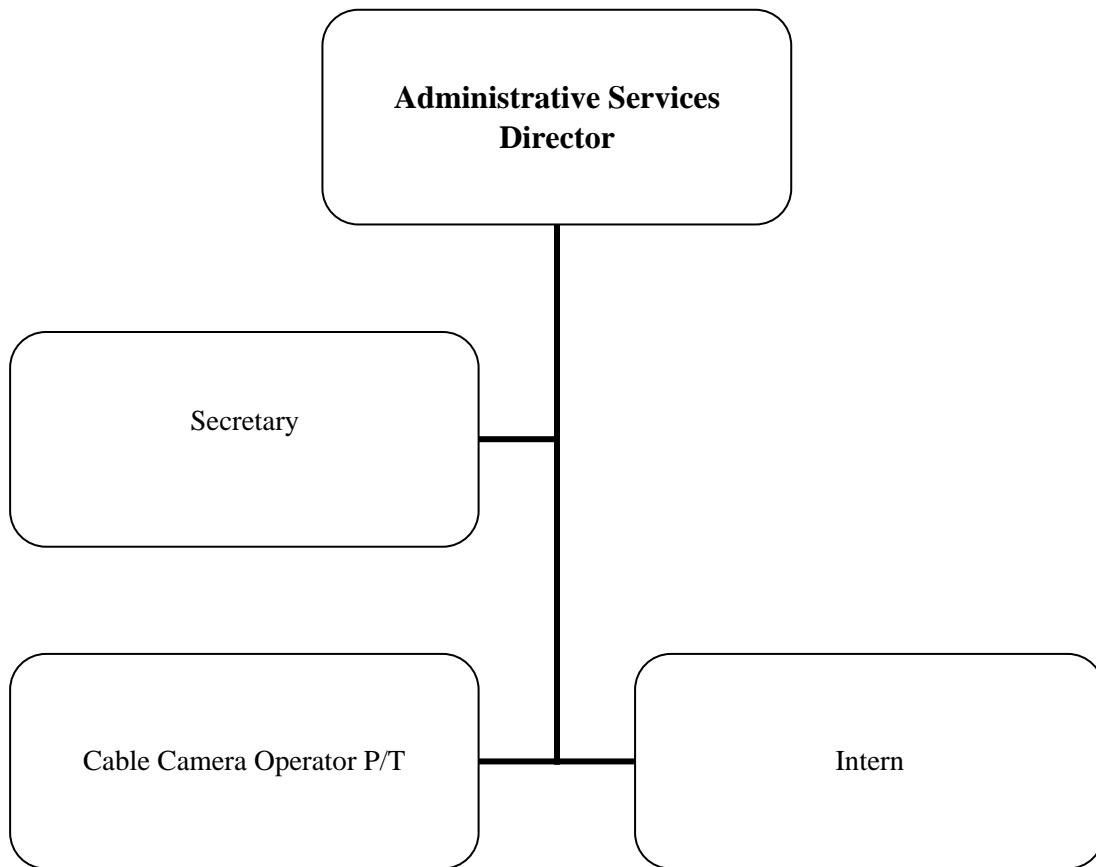 Administrative Services
Director
Secretary
Cable Camera Operator P/T
Intern